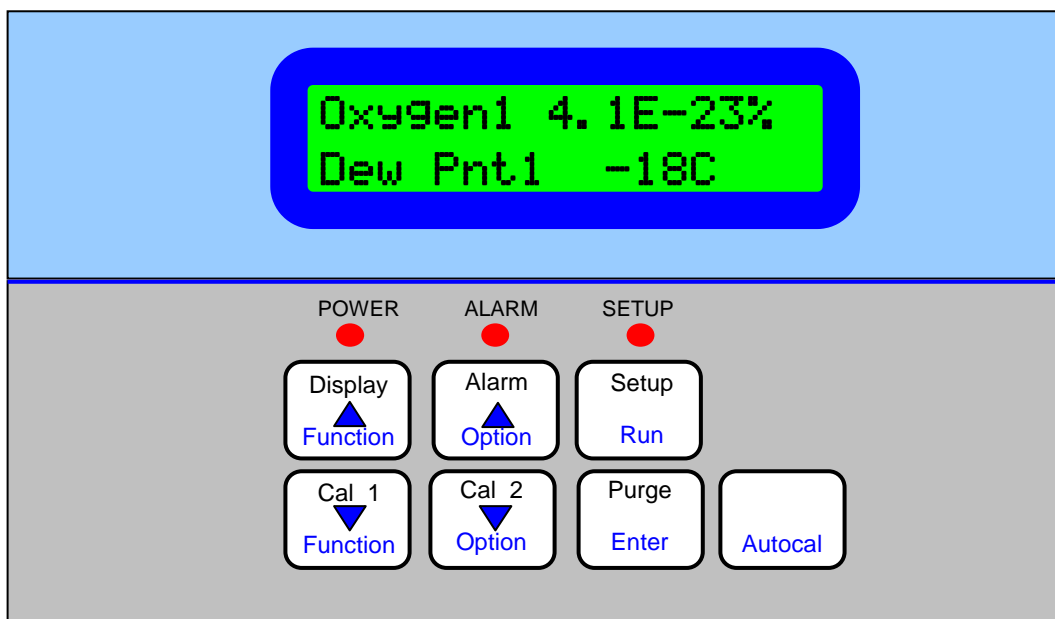 Oxygen1 4.1E-23%
Dew Pnt1 -18C
POWER ALARM SETUP
Display Alarm Setup
Function Option Run
Cal 1 Cal 2 Purge
Function Option Enter Autocal